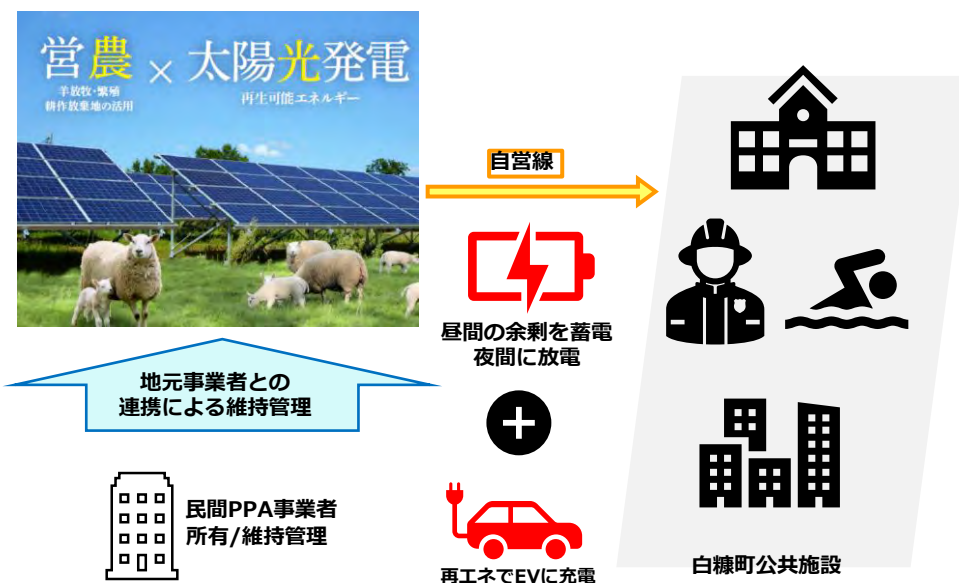 営農×太陽光発電
羊放牧・繁殖
耕作放棄地の活用
再生可能エネルギー
自営線
昼間の余剰を蓄電
夜間に放電
地元事業者との
連携による維持管理
民間PPA事業者
所有/維持管理
再エネでEVに充電
白糠町公共施設